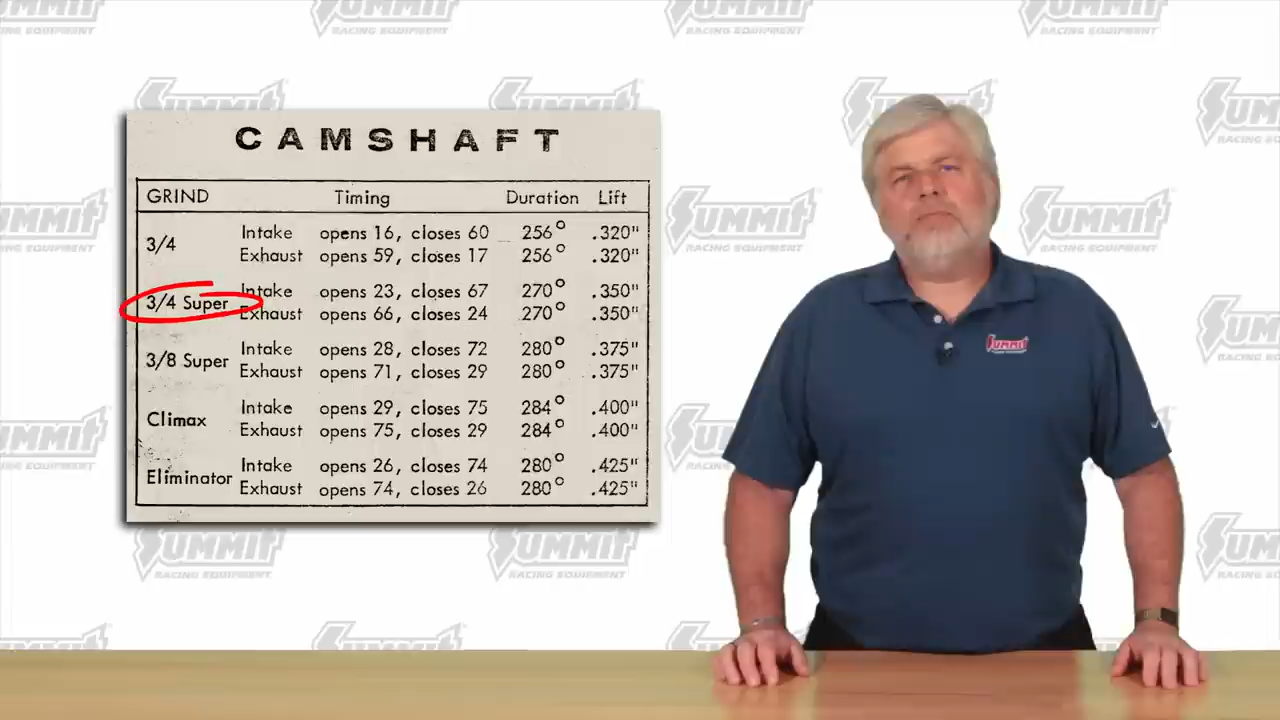 CAMSHAFT
GRIND Timing Duration Lift
3/4 Intake opens 16, closes 60 256° .320"
Exhaust opens 59, closes 17 256° .320"
3/4 Super Intake opens 23, closes 67 270° .350"
Exhaust opens 66, closes 24 270° .350"
3/8 Super Intake opens 28, closes 72 280° .375"
Exhaust opens 71, closes 29 280° .375"
Climax Intake opens 29, closes 75 284° .400"
Exhaust opens 75, closes 29 284° .400"
Eliminator Intake opens 26, closes 74 280° .425"
Exhaust opens 74, closes 26 280° .425"
SUMMIT
RACING EQUIPMENT
SUMMIT